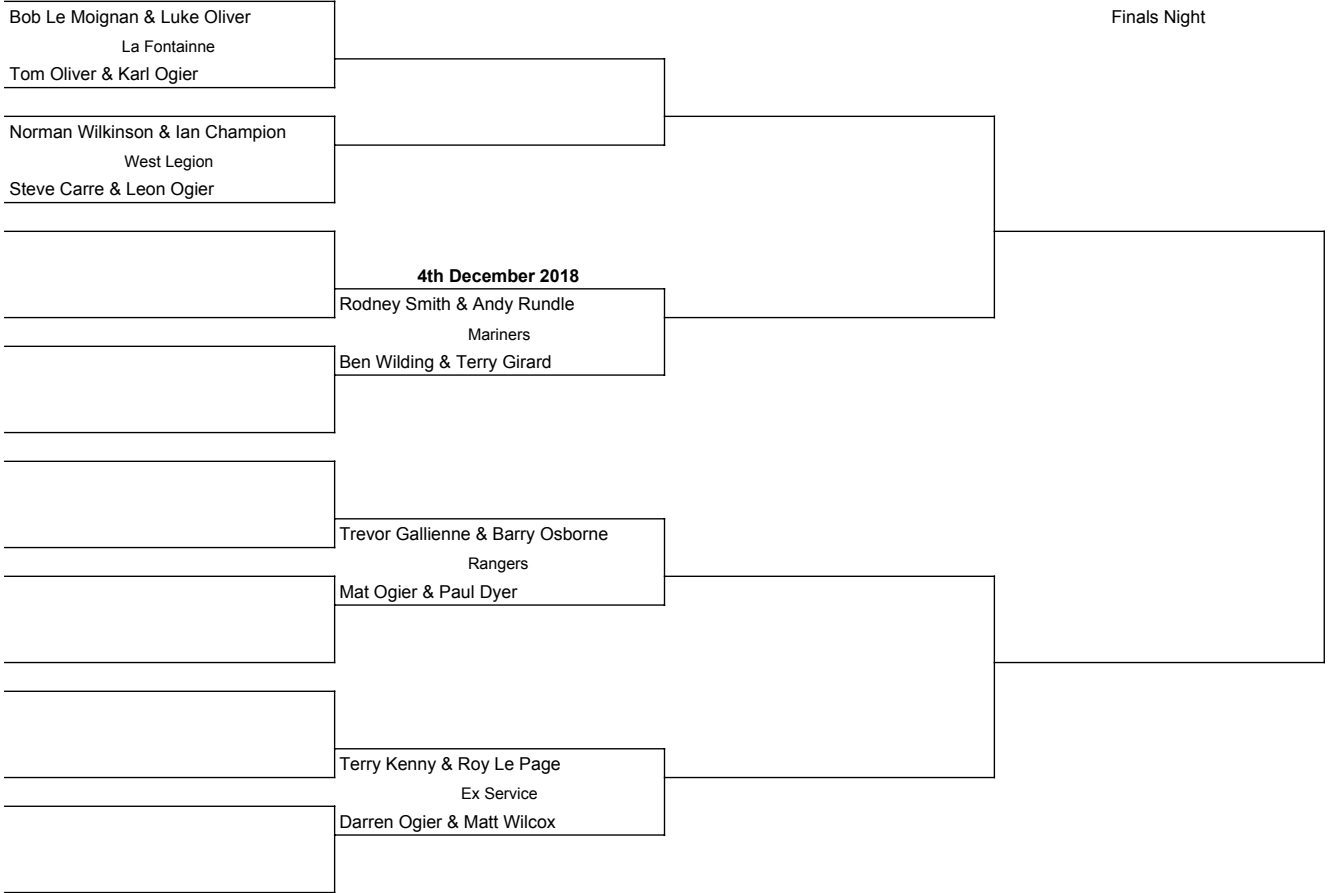 Bob Le Moignan & Luke Oliver
Finals Night
La Fontainne
Tom Oliver & Karl Ogier
Norman Wilkinson & Ian Champion
West Legion
Steve Carre & Leon Ogier
4th December 2018
Rodney Smith & Andy Rundle
Mariners
Ben Wilding & Terry Girard
Trevor Gallienne & Barry Osborne
Rangers
Mat Ogier & Paul Dyer
Terry Kenny & Roy Le Page
Ex Service
Darren Ogier & Matt Wilcox